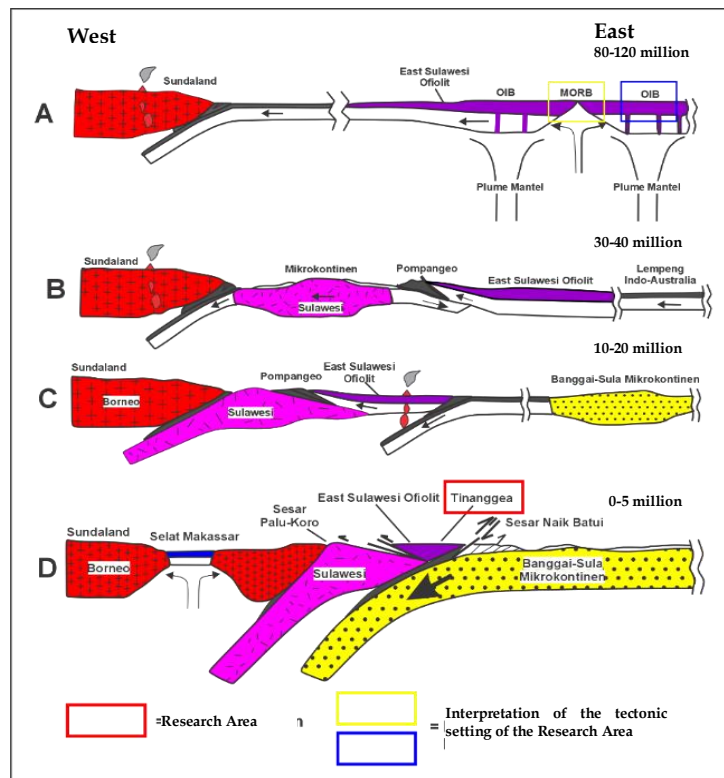 West
East
80-120 million
A
Sundaland
East Sulawesi
Ofiolit
OIB
MORB
OIB
Plume Mantel
Plume Mantel
30-40 million
B
Sundaland
Mikrokontinen
Sulawesi
Pompangeo
East Sulawesi Ofiolit
Lempeng
Indo-Australia
10-20 million
C
Sundaland
Borneo
Pompangeo
Sulawesi
East Sulawesi
Ofiolit
Banggai-Sula Mikrokontinen
0-5 million
D
Sundaland
Borneo
Selat Makassar
Sesar
Palu-Koro
Sulawesi
East Sulawesi Ofiolit
Tinanggea
Sesar Naik Batui
Banggai-Sula
Mikrokontinen
=Research Area
n
= Interpretation of the tectonic
setting of the Research Area